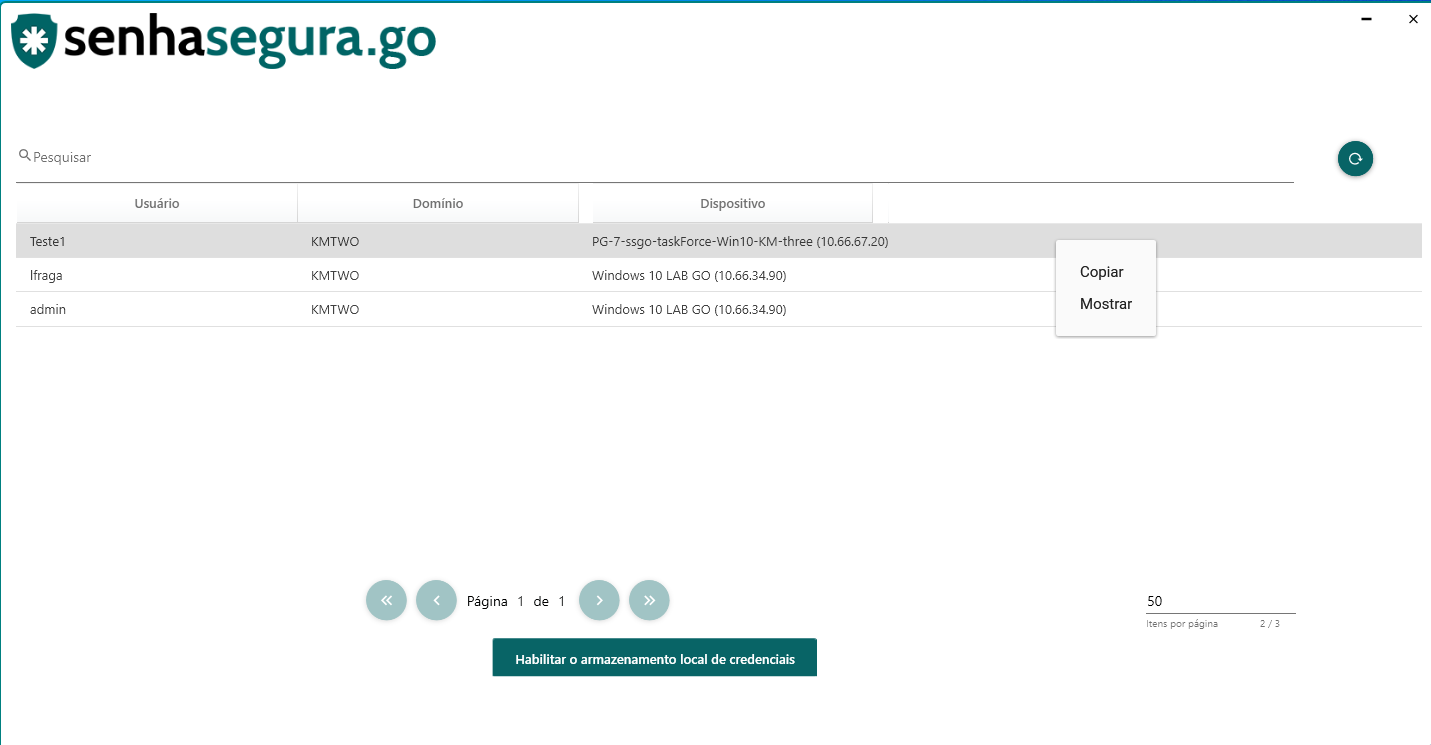 senhasegura.go
Pesquisar
Usuário Domínio Dispositivo
Teste1 KMTWO PG-7-ssgo-taskForce-Win10-KM-three (10.66.67.20)
lfraga KMTWO Windows 10 LAB GO (10.66.34.90)
admin KMTWO Windows 10 LAB GO (10.66.34.90)
Copiar
Mostrar
Página 1 de 1
50
Itens por página 2 / 3
Habilitar o armazenamento local de credenciais